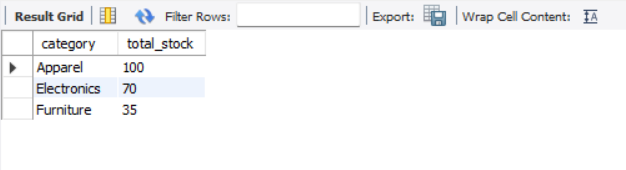 Result Grid Filter Rows: Export: Wrap Cell Content:
category total_stock
Apparel 100
Electronics 70
Furniture 35